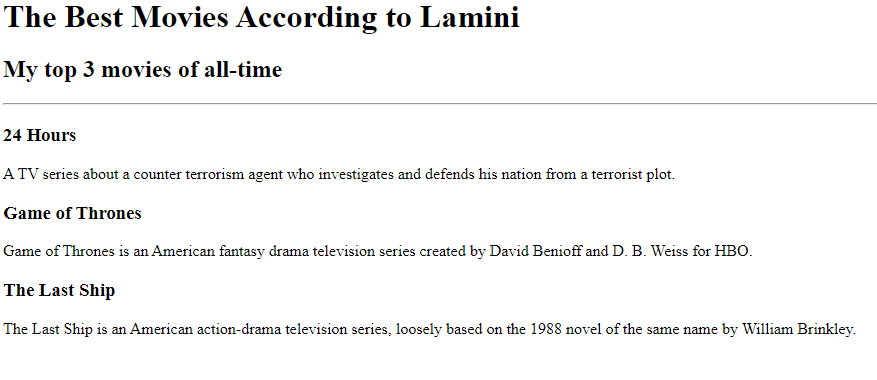 The Best Movies According to Lamini
My top 3 movies of all-time
24 Hours
A TV series about a counter terrorism agent who investigates and defends his nation from a terrorist plot.
Game of Thrones
Game of Thrones is an American fantasy drama television series created by David Benioff and D. B. Weiss for HBO.
The Last Ship
The Last Ship is an American action-drama television series, loosely based on the 1988 novel of the same name by William Brinkley.